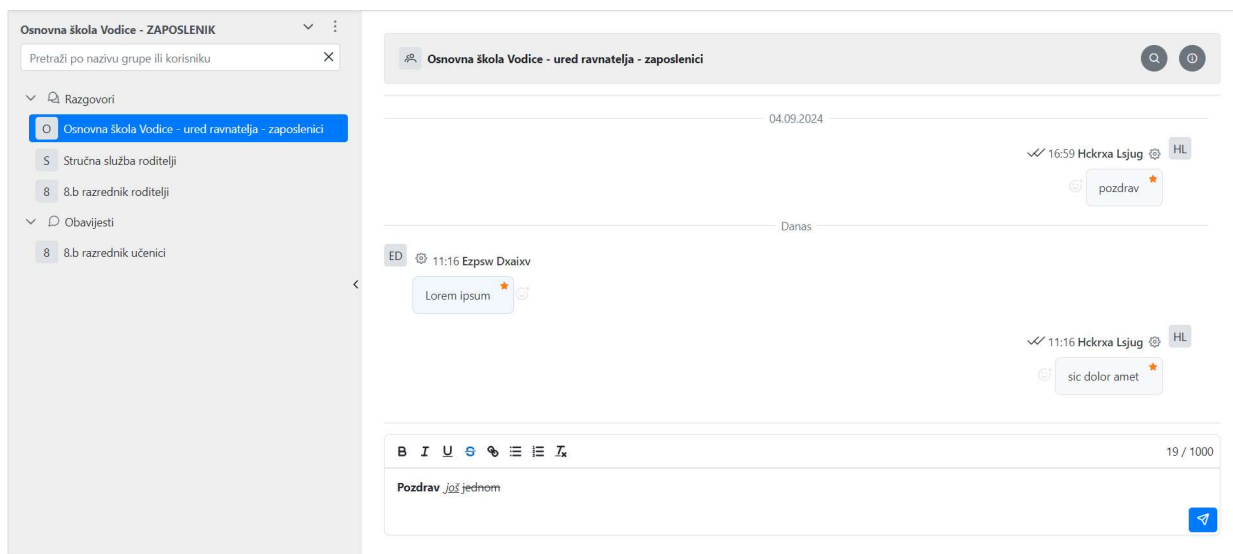 Osnovna škola Vodice - ZAPOSLENIK
Pretraži po nazivu grupe ili korisniku
Razgovori
O Osnovna škola Vodice - ured ravnatelja - zaposlenici
S Stručna služba roditelji
8 8.b razrednik roditelji
Obavijesti
8 8.b razrednik učenici
Osnovna škola Vodice - ured ravnatelja - zaposlenici
04.09.2024
16:59 Hckrxa Lsjug HL
pozdrav
Danas
ED 11:16 Ezpsw Dxaixv
Lorem ipsum
11:16 Hckrxa Lsjug HL
sic dolor amet
B I U S 19 / 1000
Pozdrav još jednom